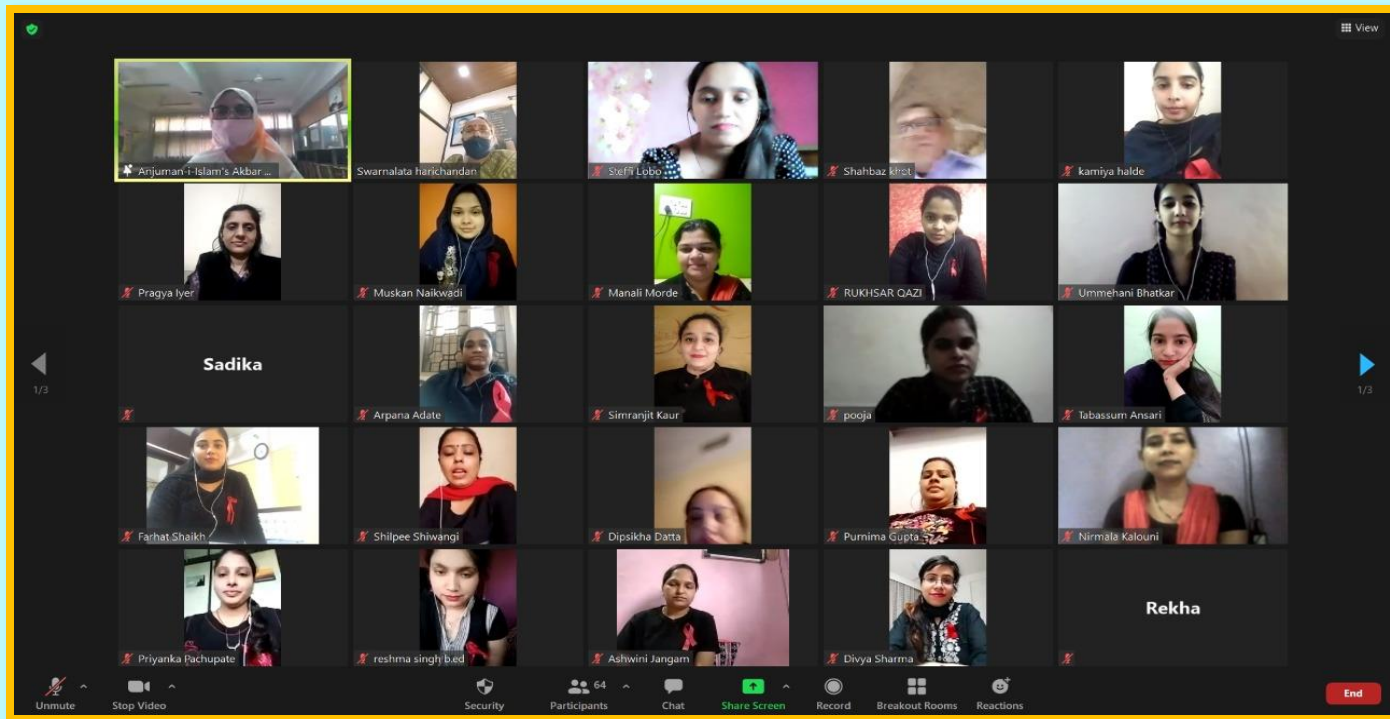 View
Anjuman-i-Islam's Akbar ...
Swarnalata harichandan
Steffi Lobo
Shahbaz khot
kamiya halde
Pragya Iyer
Muskan Naikwadi
Manali Morde
RUKHSAR QAZI
Ummehani Bhatkar
Sadika
Arpana Adate
Simranjit Kaur
pooja
Tabassum Ansari
1/3
1/3
Farhat Shaikh
Shilpee Shiwangi
Dipsikha Datta
Purnima Gupta
Nirmala Kalouni
Priyanka Pachupate
reshma singh b.ed
Ashwini Jangam
Divya Sharma
Rekha
Unmute
Stop Video
Security
64
Participants
Chat
Share Screen
Record
Breakout Rooms
Reactions
End